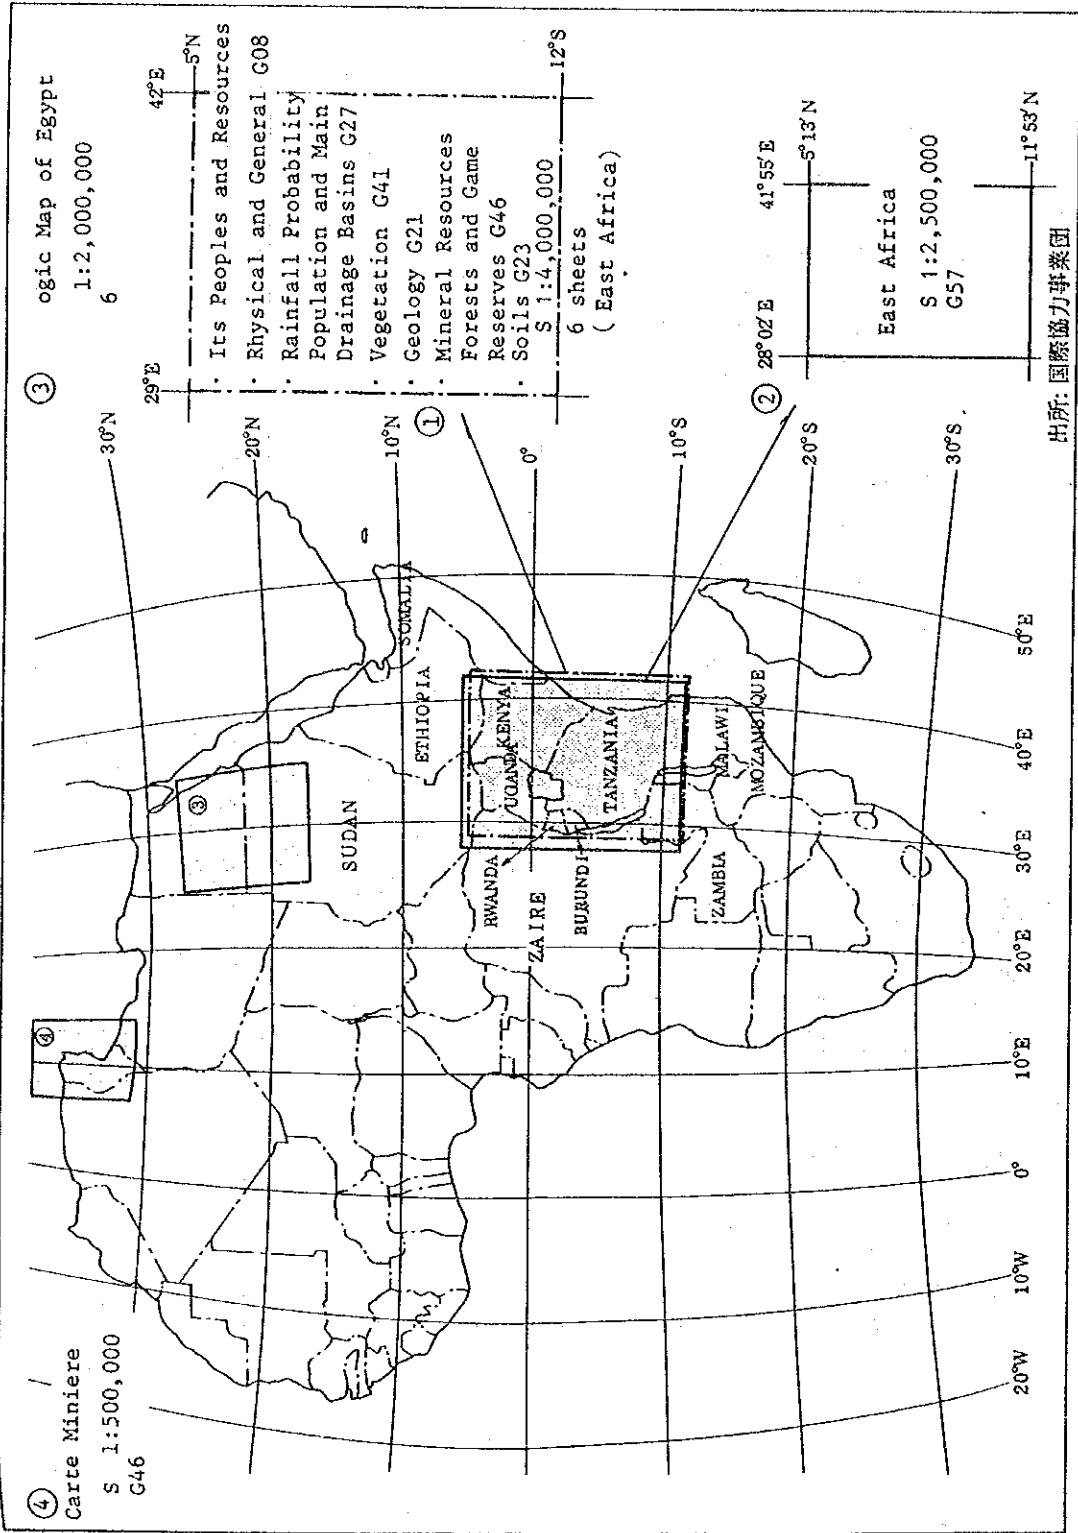 ④
Carte Miniere
S 1:500,000
G46
③
ogic Map of Egypt
1:2,000,000
6
29°E
42°E
5°N
12°S
· Its Peoples and Resources
· Rhysical and General G08
· Rainfall Probability
Population and Main
Drainage Basins G27
· Vegetation G41
· Geology G21
· Mineral Resources
Forests and Game
Reserves G46
· Soils G23
S 1:4,000,000
6 sheets
(East Africa)
①
②
28°02′E
41°55′E
5°13′N
11°53′N
East Africa
S 1:2,500,000
G57
30°N
20°N
10°N
0°
10°S
20°S
30°S
20°W
10°W
0°
10°E
20°E
30°E
40°E
50°E
④
③
SUDAN
ETHIOPIA
SOMALIA
UGANDA
KENYA
RWANDA
ZAIRE
BURUNDI
TANZANIA
ZAMBIA
MALAWI
MOZAMBIQUE
出所: 国際協力事業団